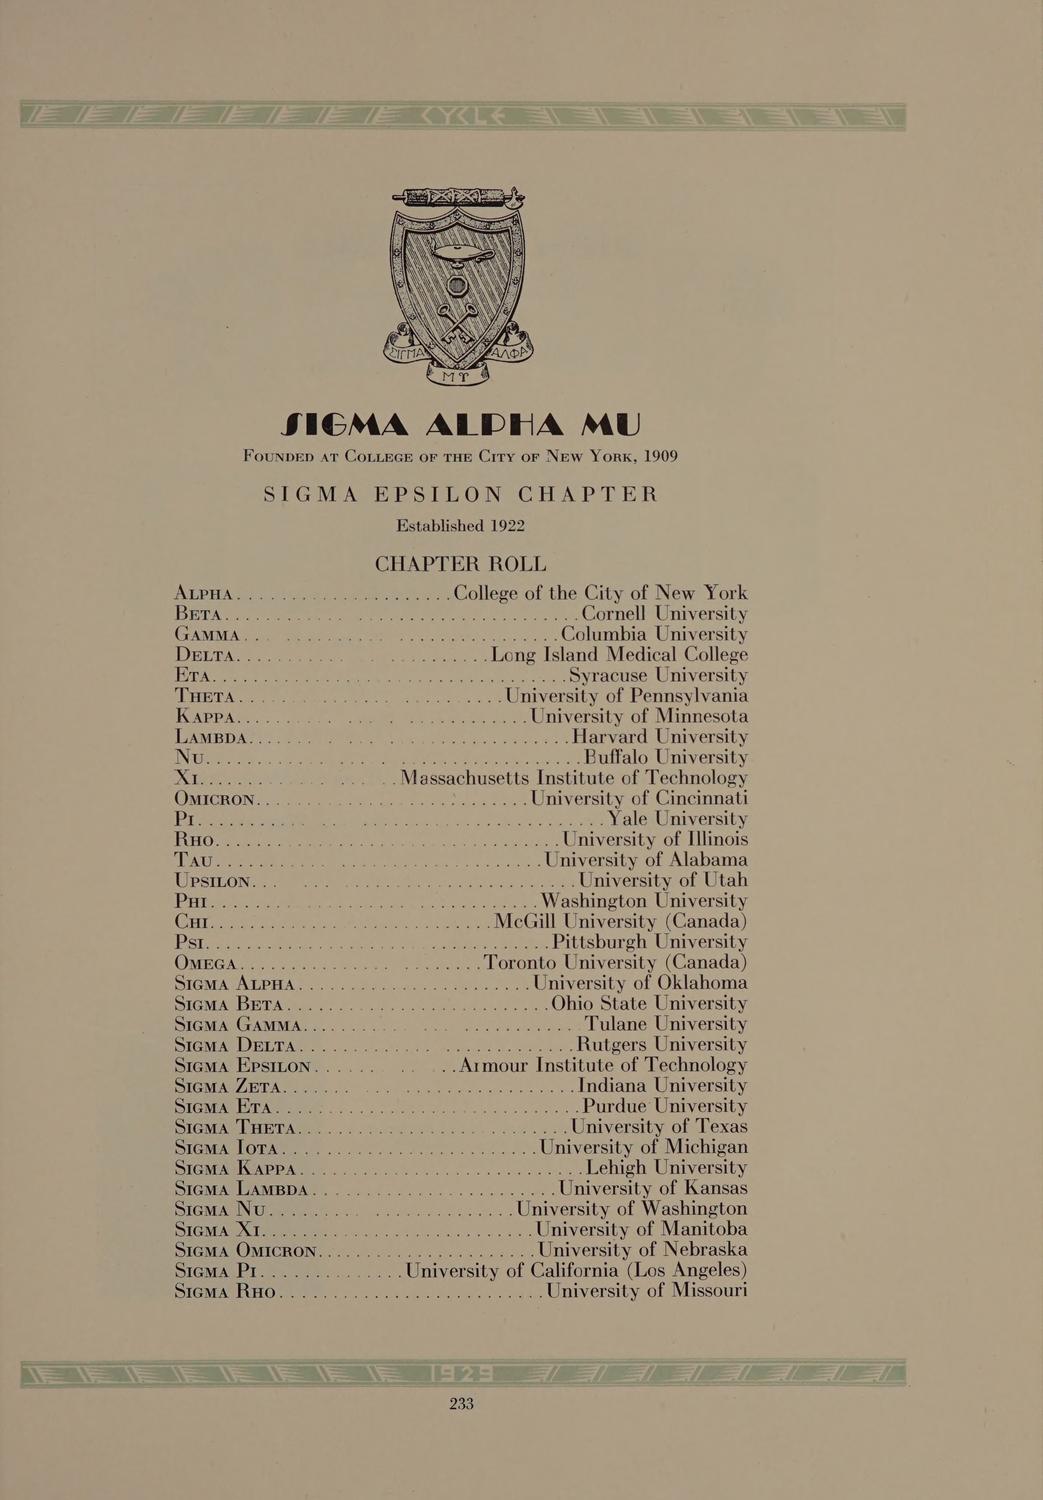 CYCLE
ΣΙΓΜΑ ΑΛΦΑ
ΜΥ
SIGMA ALPHA MU
FOUNDED AT COLLEGE OF THE CITY OF NEW YORK, 1909
SIGMA EPSILON CHAPTER
Established 1922
CHAPTER ROLL
ALPHA College of the City of New York
BETA Cornell University
GAMMA Columbia University
DELTA Long Island Medical College
ETA Syracuse University
THETA University of Pennsylvania
KAPPA University of Minnesota
LAMBDA Harvard University
NU Buffalo University
XI Massachusetts Institute of Technology
OMICRON University of Cincinnati
PI Yale University
RHO University of Illinois
TAU University of Alabama
UPSILON University of Utah
PHI Washington University
CHI McGill University (Canada)
PSI Pittsburgh University
OMEGA Toronto University (Canada)
SIGMA ALPHA University of Oklahoma
SIGMA BETA Ohio State University
SIGMA GAMMA Tulane University
SIGMA DELTA Rutgers University
SIGMA EPSILON Armour Institute of Technology
SIGMA ZETA Indiana University
SIGMA ETA Purdue University
SIGMA THETA University of Texas
SIGMA IOTA University of Michigan
SIGMA KAPPA Lehigh University
SIGMA LAMBDA University of Kansas
SIGMA NU University of Washington
SIGMA XI University of Manitoba
SIGMA OMICRON University of Nebraska
SIGMA PI University of California (Los Angeles)
SIGMA RHO University of Missouri
1929
233